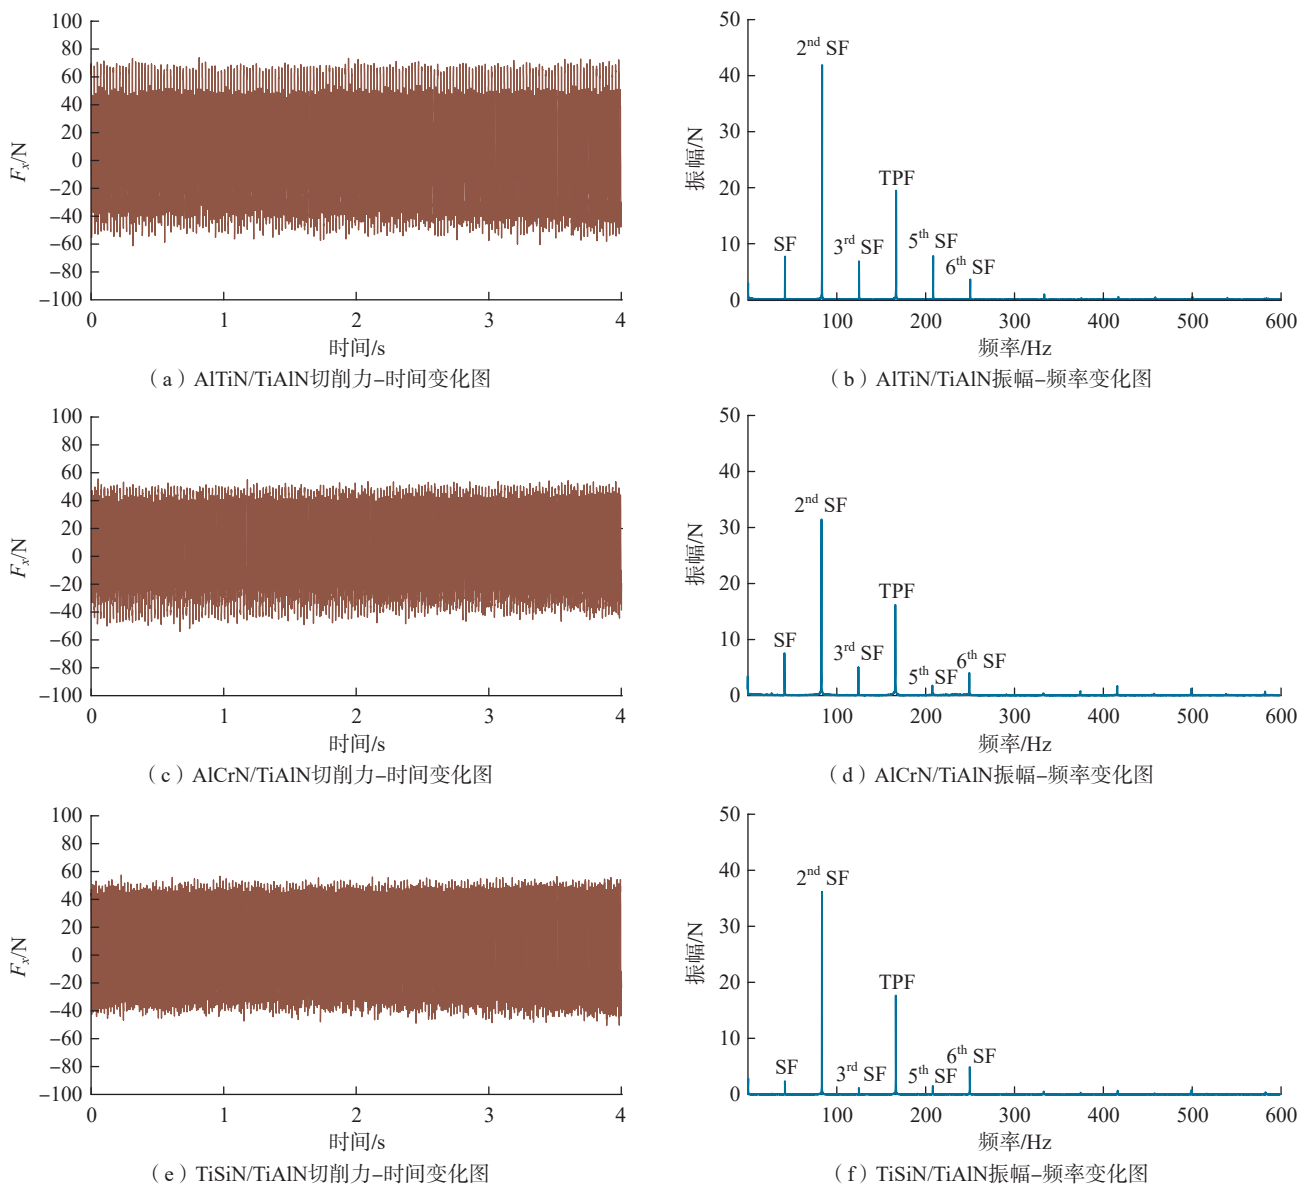 100
80
60
40
20
0
−20
−40
−60
−80
−100
Fx/N
0 1 2 3 4
时间/s
（a）AlTiN/TiAlN切削力−时间变化图
50
40
30
20
10
0
振幅/N
SF
2nd SF
3rd SF
TPF
5th SF
6th SF
100 200 300 400 500 600
频率/Hz
（b）AlTiN/TiAlN振幅−频率变化图
100
80
60
40
20
0
−20
−40
−60
−80
−100
Fx/N
0 1 2 3 4
时间/s
（c）AlCrN/TiAlN切削力−时间变化图
50
40
30
20
10
0
振幅/N
SF
2nd SF
3rd SF
TPF
5th SF
6th SF
100 200 300 400 500 600
频率/Hz
（d）AlCrN/TiAlN振幅−频率变化图
100
80
60
40
20
0
−20
−40
−60
−80
−100
Fx/N
0 1 2 3 4
时间/s
（e）TiSiN/TiAlN切削力−时间变化图
50
40
30
20
10
0
振幅/N
SF
2nd SF
3rd SF
TPF
5th SF
6th SF
100 200 300 400 500 600
频率/Hz
（f）TiSiN/TiAlN振幅−频率变化图